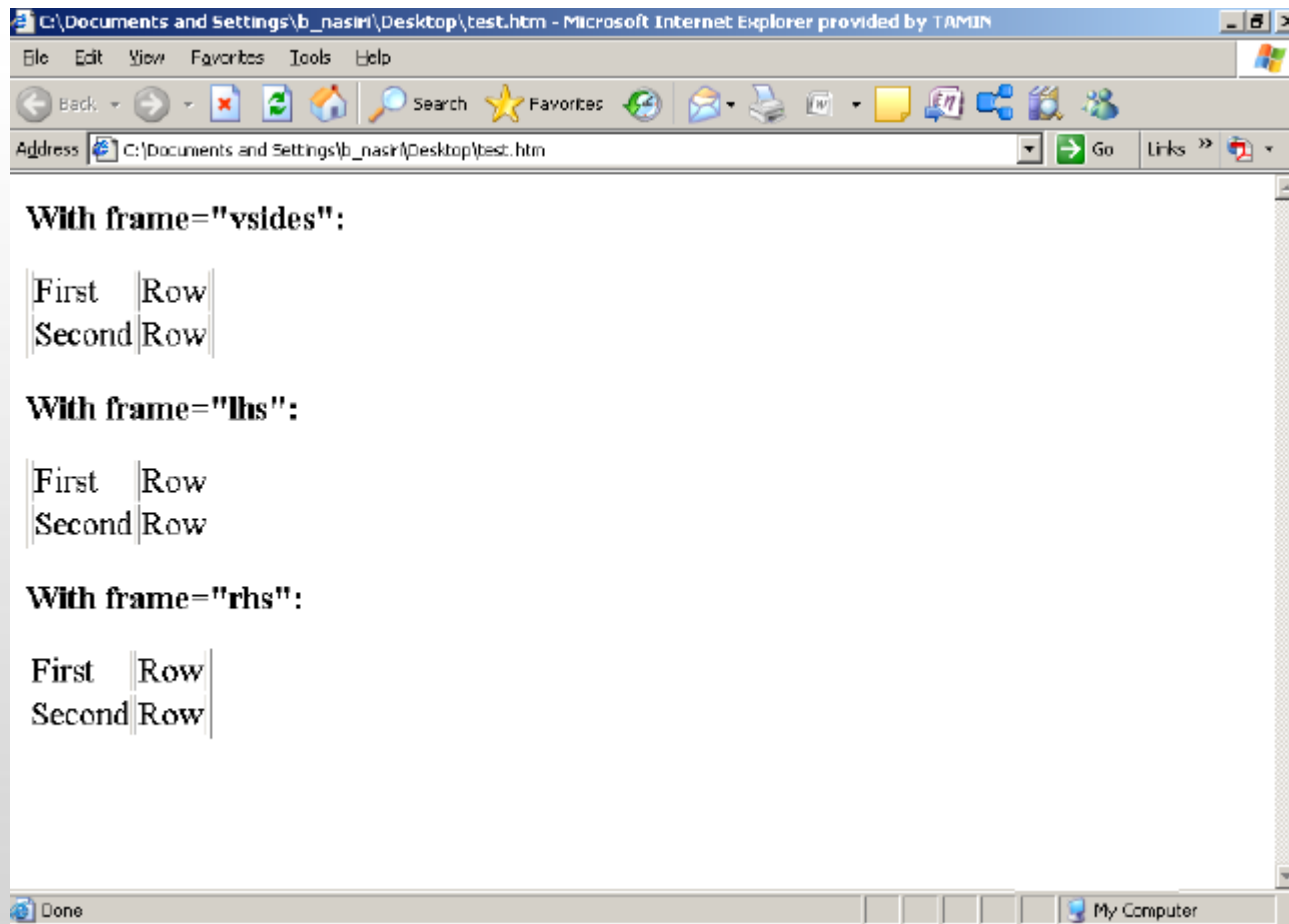 C:\Documents and Settings\b_nasiri\Desktop\test.htm - Microsoft Internet Explorer provided by TAMIN
File Edit View Favorites Tools Help
Back Search Favorites
Address C:\Documents and Settings\b_nasiri\Desktop\test.htm Go Links »
With frame="vsides":
First Row
Second Row
With frame="lhs":
First Row
Second Row
With frame="rhs":
First Row
Second Row
Done My Computer